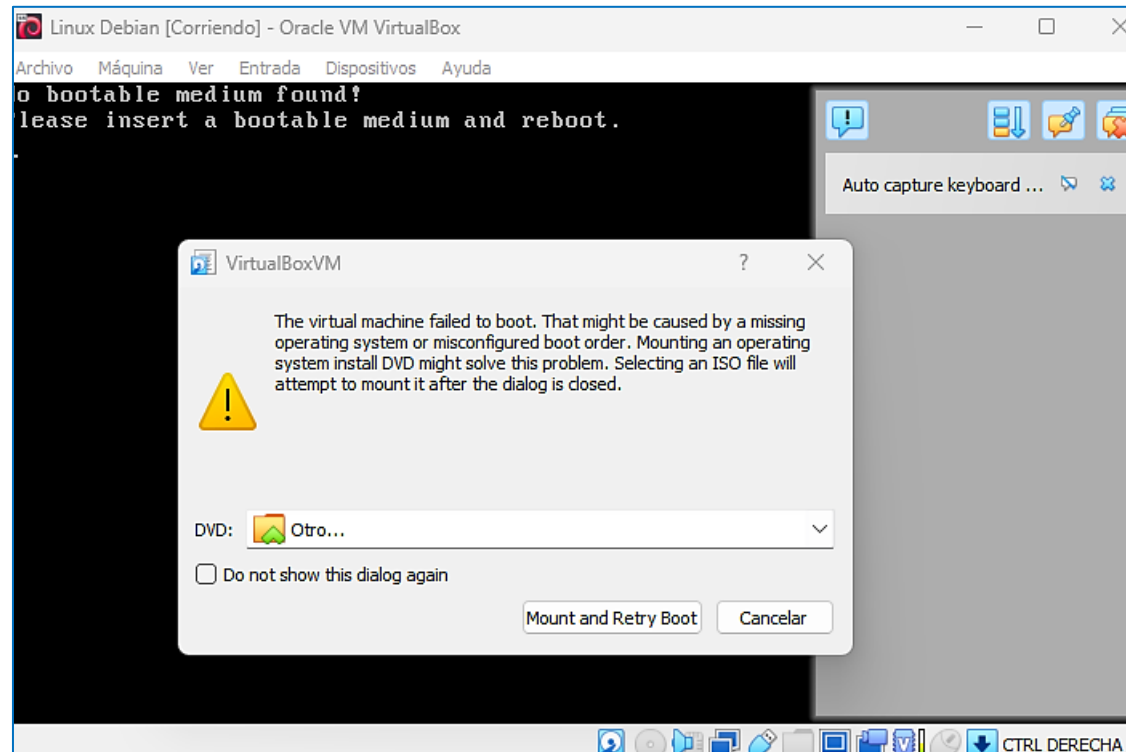 Linux Debian [Corriendo] - Oracle VM VirtualBox
Archivo Máquina Ver Entrada Dispositivos Ayuda
o bootable medium found!
lease insert a bootable medium and reboot.
Auto capture keyboard ...
VirtualBoxVM
The virtual machine failed to boot. That might be caused by a missing
operating system or misconfigured boot order. Mounting an operating
system install DVD might solve this problem. Selecting an ISO file will
attempt to mount it after the dialog is closed.
DVD: Otro...
Do not show this dialog again
Mount and Retry Boot Cancelar
CTRL DERECHA